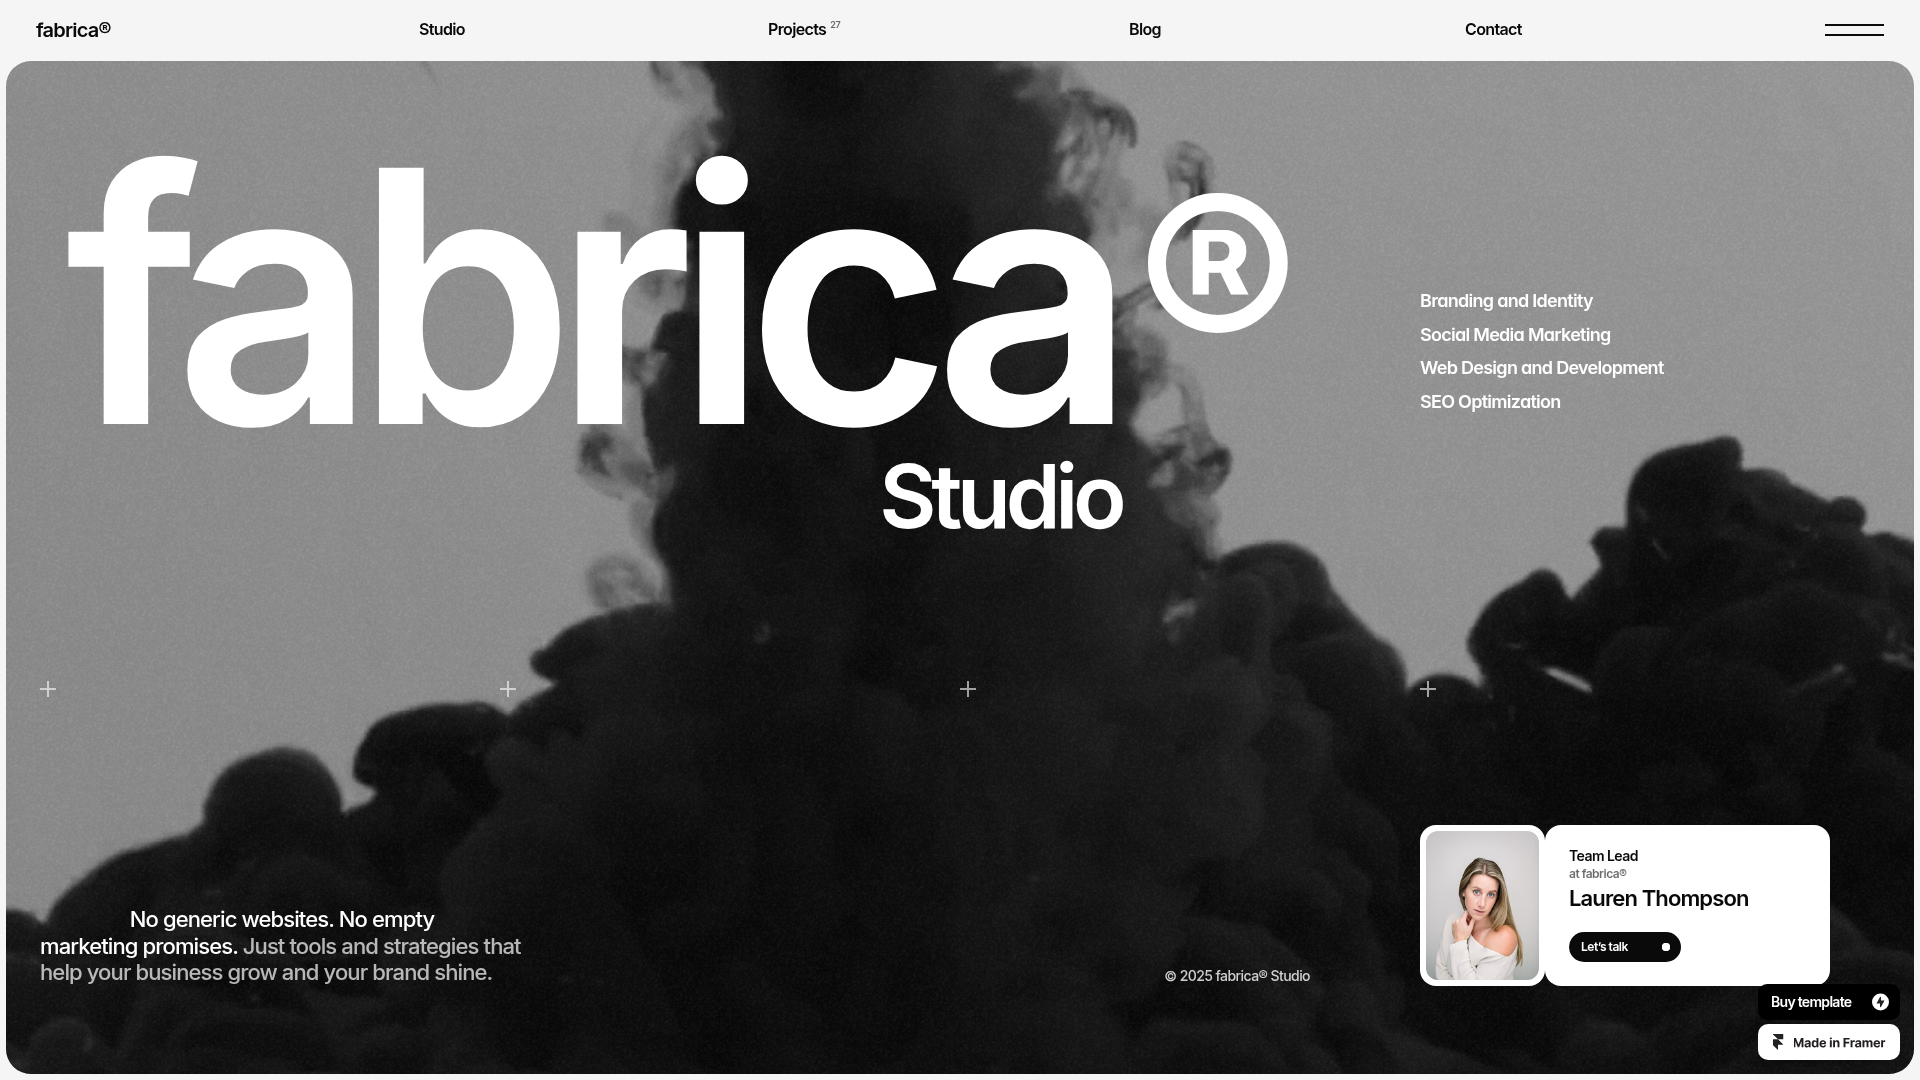 fabrica®
Studio
Projects 27
Blog
Contact
fabrica®
Studio
Branding and Identity
Social Media Marketing
Web Design and Development
SEO Optimization
No generic websites. No empty
marketing promises. Just tools and strategies that
help your business grow and your brand shine.
© 2025 fabrica® Studio
Team Lead
at fabrica®
Lauren Thompson
Let's talk
Buy template
Made in Framer